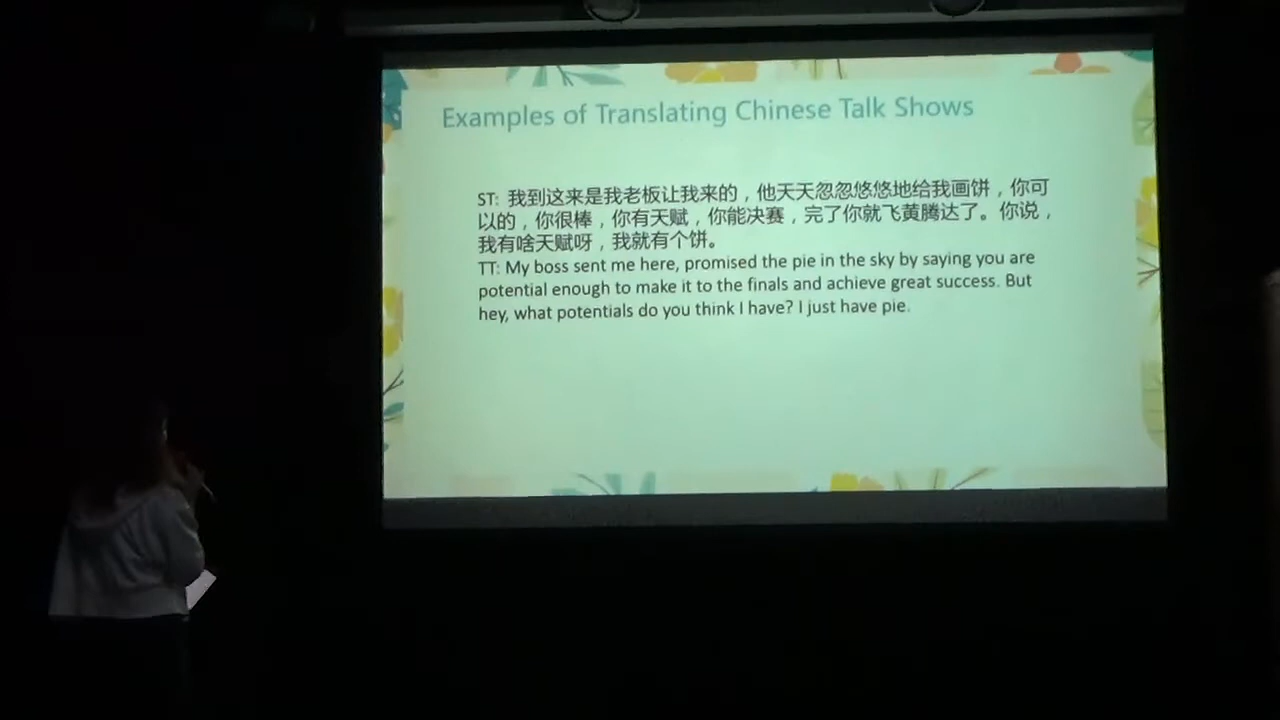 Examples of Translating Chinese Talk Shows
ST: 我到这来是我老板让我来的，他天天忽忽悠悠地给我画饼，你可
以的，你很棒，你有天赋，你能决赛，完了你就飞黄腾达了。你说，
我有啥天赋呀，我就有个饼。
TT: My boss sent me here, promised the pie in the sky by saying you are
potential enough to make it to the finals and achieve great success. But
hey, what potentials do you think I have? I just have pie.